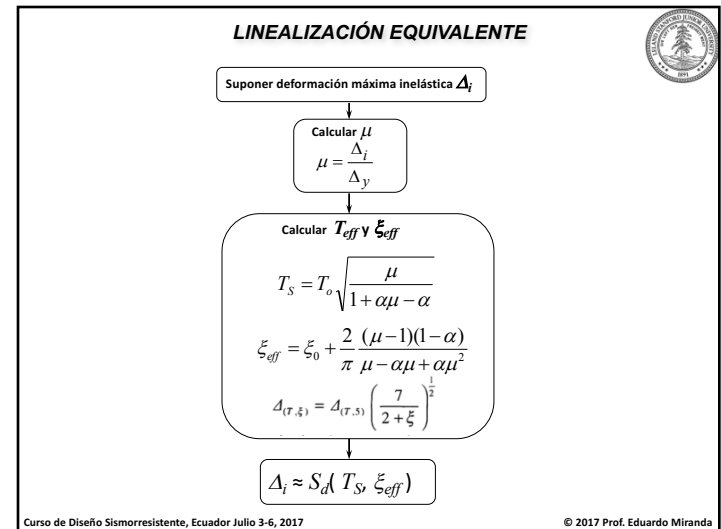 LINEALIZACIÓN EQUIVALENTE
Suponer deformación máxima inelástica Δi
Calcular μ
μ = Δi / Δy
Calcular Teff y ξeff
TS = To √(μ / (1 + αμ − α))
ξeff = ξ0 + (2/π) ((μ − 1)(1 − α)) / (μ − αμ + αμ²)
Δ(T,ξ) = Δ(T,5) (7 / (2 + ξ))^(1/2)
Δi ≈ Sd( TS, ξeff )
Curso de Diseño Sismorresistente, Ecuador Julio 3-6, 2017
© 2017 Prof. Eduardo Miranda